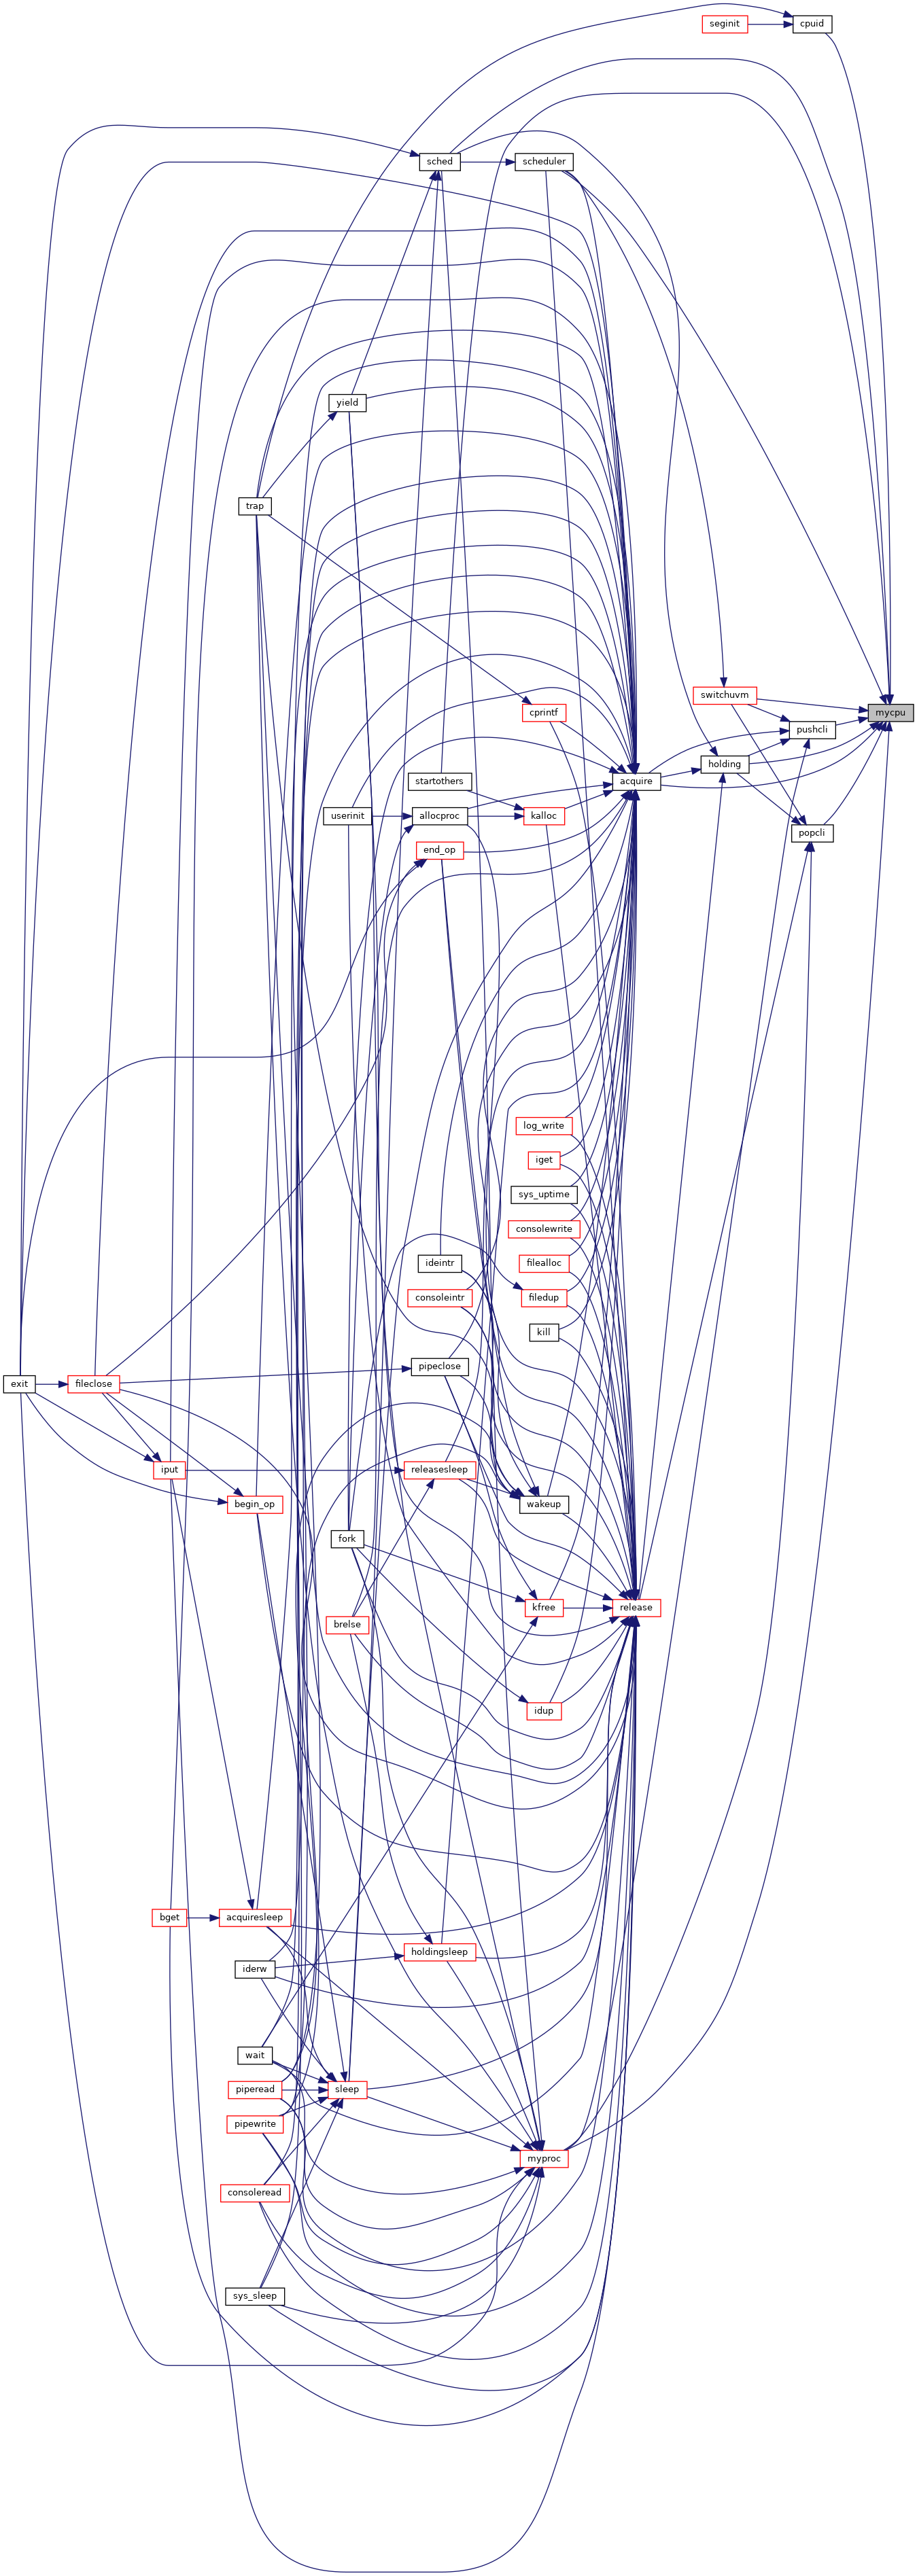 seginit
cpuid
sched
scheduler
yield
trap
switchuvm
mycpu
cprintf
pushcli
holding
startothers
acquire
userinit
allocproc
kalloc
popcli
end_op
log_write
iget
sys_uptime
consolewrite
ideintr
filealloc
consoleintr
filedup
kill
pipeclose
exit
fileclose
iput
releasesleep
begin_op
wakeup
fork
kfree
release
brelse
idup
bget
acquiresleep
holdingsleep
iderw
wait
piperead
sleep
pipewrite
myproc
consoleread
sys_sleep